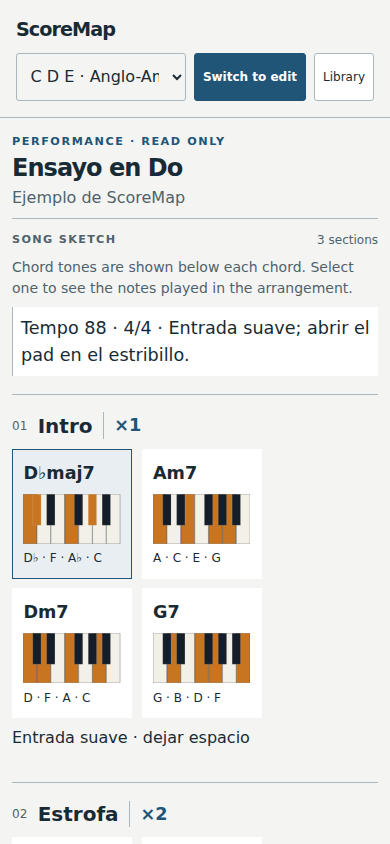 ScoreMap
C D E · Anglo-Am
Switch to edit
Library
PERFORMANCE · READ ONLY
Ensayo en Do
Ejemplo de ScoreMap
SONG SKETCH
3 sections
Chord tones are shown below each chord. Select
one to see the notes played in the arrangement.
Tempo 88 · 4/4 · Entrada suave; abrir el
pad en el estribillo.
01 Intro ×1
D♭maj7
Am7
D♭ · F · A♭ · C
A · C · E · G
Dm7
G7
D · F · A · C
G · B · D · F
Entrada suave · dejar espacio
02 Estrofa ×2